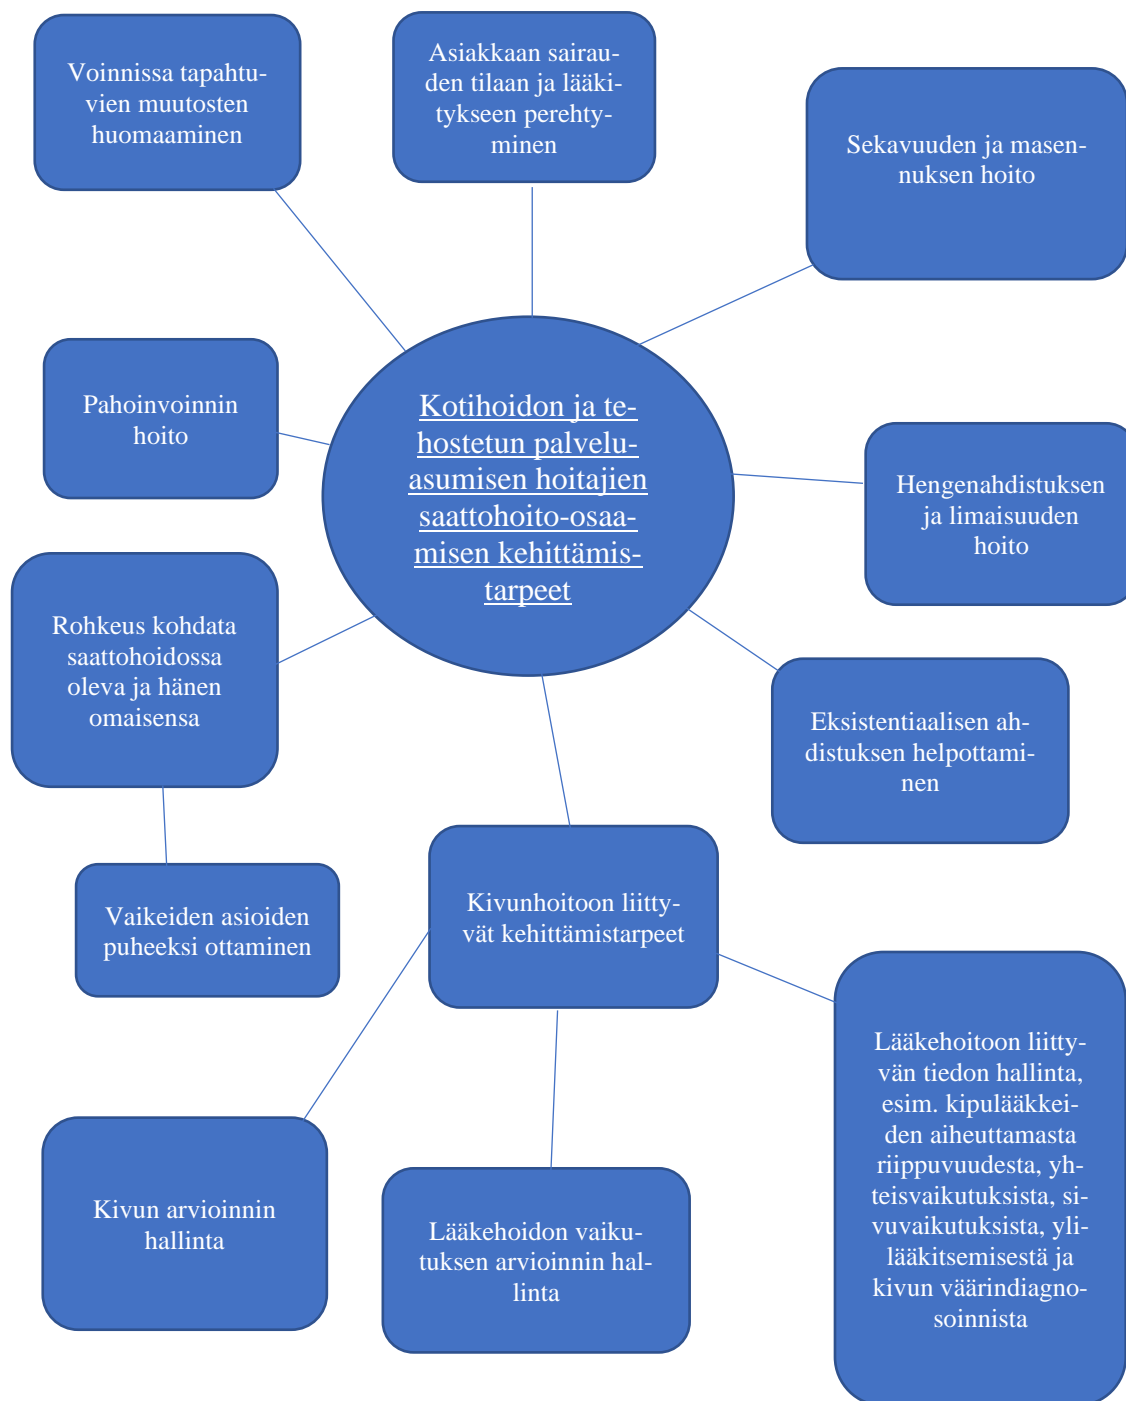 Voinnissa tapahtu-
vien muutosten
huomaaminen
Asiakkaan sairau
den tilaan ja lääki-
tykseen perehty-
minen
Sekavuuden ja masen-
nuksen hoito
Pahoinvoinnin
hoito
Kotihoidon ja te-
hostetun palvelu-
asumisen hoitajien
saattohoito-osaa-
misen kehittämis-
tarpeet
Hengenahdistuksen
ja limaisuuden
hoito
Rohkeus kohdata
saattohoidossa
oleva ja hänen
omaisensa
Eksistentiaalisen ah-
distuksen helpottami-
nen
Vaikeiden asioiden
puheeksi ottaminen
Kivunhoitoon liitty-
vät kehittämistarpeet
Kivun arvioinnin
hallinta
Lääkehoidon vaiku-
tuksen arvioinnin hal-
linta
Lääkehoitoon liitty-
vän tiedon hallinta,
esim. kipulääkkei-
den aiheuttamasta
riippuvuudesta, yh-
teisvaikutuksista, si-
vuvaikutuksista, yli-
lääkitsemisestä ja
kivun väärindiagno-
soinnista